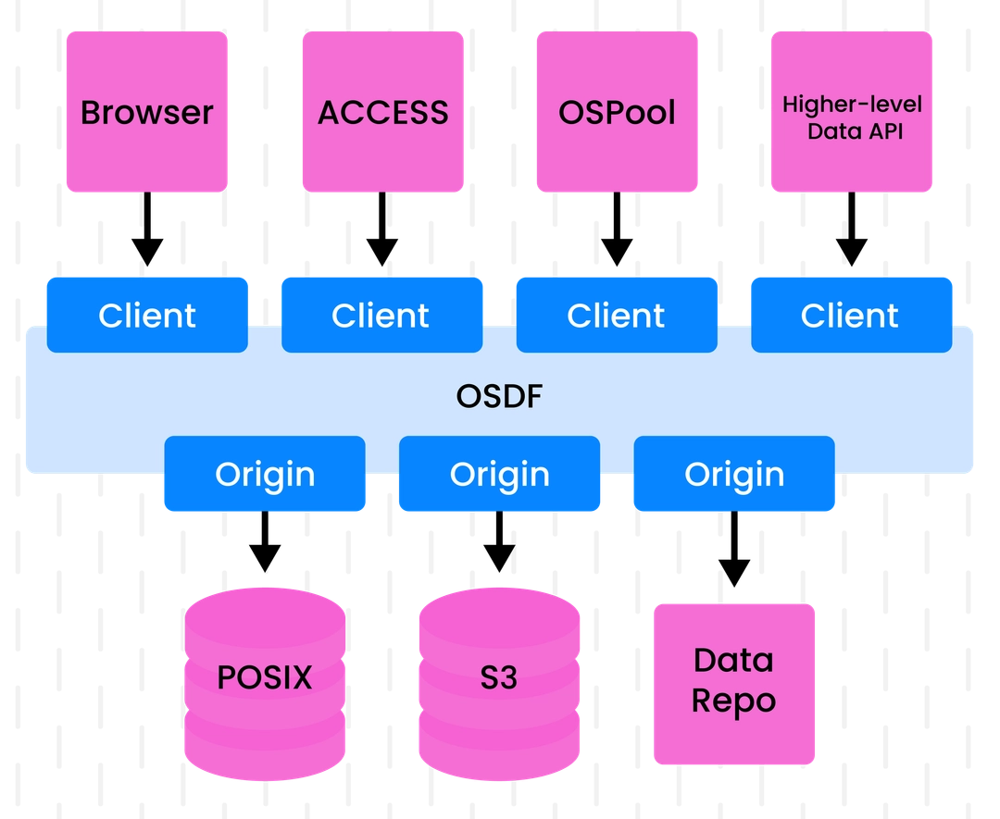 Browser
ACCESS
OSPool
Higher-level
Data API
Client
Client
Client
Client
OSDF
Origin
Origin
Origin
POSIX
S3
Data
Repo